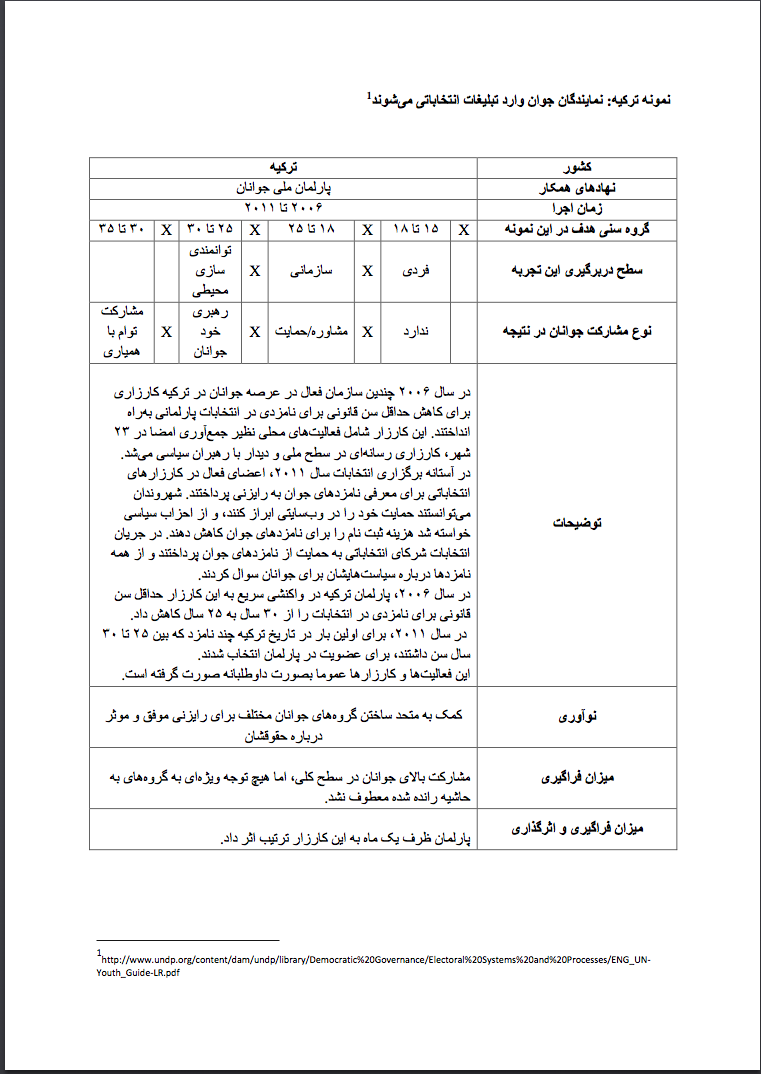 نمونه ترکیه: نمایندگان جوان وارد تبلیغات انتخاباتی می‌شوند1
کشور ترکیه
نهادهای همکار پارلمان ملی جوانان
زمان اجرا ۲۰۰۶ تا ۲۰۱۱
گروه سنی هدف در این نمونه X ۱۵ تا ۱۸ X ۱۸ تا ۲۵ X ۲۵ تا ۳۰ X ۳۰ تا ۳۵
سطح دربرگیری این تجربه فردی X سازمانی X توانمندی
سازی
محیطی
نوع مشارکت جوانان در نتیجه ندارد X مشاوره/حمایت X رهبری
خود
جوانان X مشارکت
توام با
همیاری
توضیحات
در سال ۲۰۰۶ چندین سازمان فعال در عرصه جوانان در ترکیه کارزاری
برای کاهش حداقل سن قانونی برای نامزدی در انتخابات پارلمانی به‌راه
انداختند. این کارزار شامل فعالیت‌های محلی نظیر جمع‌آوری امضا در ۲۳
شهر، کارزاری رسانه‌ای در سطح ملی و دیدار با رهبران سیاسی می‌شد.
در آستانه برگزاری انتخابات سال ۲۰۱۱، اعضای فعال در کارزارهای
انتخاباتی برای معرفی نامزدهای جوان به رایزنی پرداختند. شهروندان
می‌توانستند حمایت خود را در وب‌سایتی ابراز کنند، و از احزاب سیاسی
خواسته شد هزینه ثبت نام را برای نامزدهای جوان کاهش دهند. در جریان
انتخابات شرکای انتخاباتی به حمایت از نامزدهای جوان پرداختند و از همه
نامزدها درباره سیاست‌هایشان برای جوانان سوال کردند.
در سال ۲۰۰۶، پارلمان ترکیه در واکنشی سریع به این کارزار حداقل سن
قانونی برای نامزدی در انتخابات را از ۳۰ سال به ۲۵ سال کاهش داد.
در سال ۲۰۱۱، برای اولین بار در تاریخ ترکیه چند نامزد که بین ۲۵ تا ۳۰
سال سن داشتند، برای عضویت در پارلمان انتخاب شدند.
این فعالیت‌ها و کارزارها عموما بصورت داوطلبانه صورت گرفته است.
نوآوری
کمک به متحد ساختن گروه‌های جوانان مختلف برای رایزنی موفق و موثر
درباره حقوقشان
میزان فراگیری
مشارکت بالای جوانان در سطح کلی، اما هیچ توجه ویژه‌ای به گروه‌های به
حاشیه رانده شده معطوف نشد.
میزان فراگیری و اثرگذاری
پارلمان ظرف یک ماه به این کارزار ترتیب اثر داد.
1http://www.undp.org/content/dam/undp/library/Democratic%20Governance/Electoral%20Systems%20and%20Processes/ENG_UN-
Youth_Guide-LR.pdf